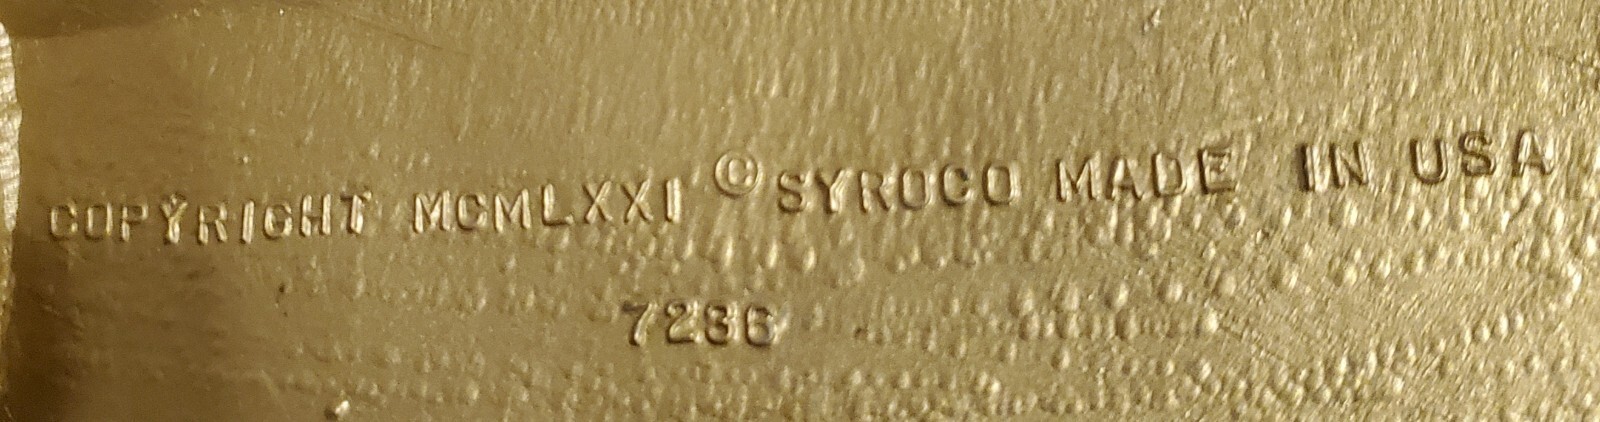 COPYRIGHT MCMLXXI © SYROCO MADE IN USA
7236